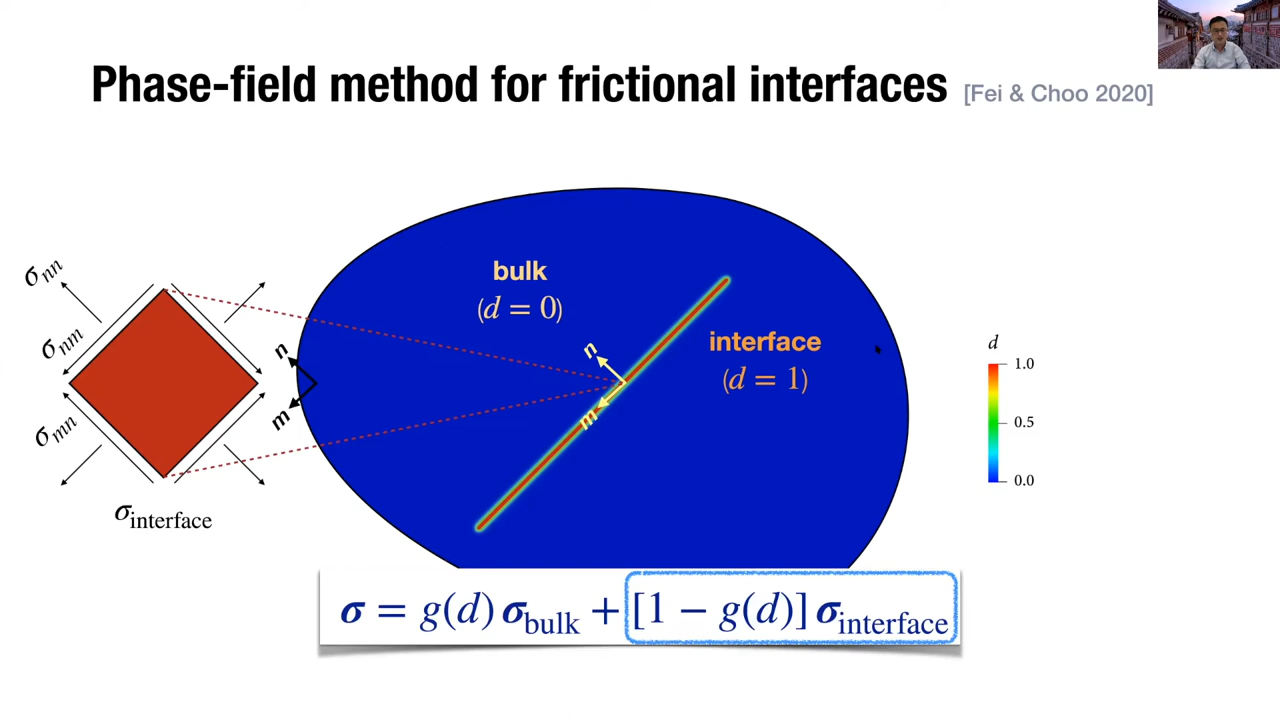 Phase-field method for frictional interfaces [Fei & Choo 2020]
σnn
σnm
σmn
n
m
σinterface
bulk
(d = 0)
n
m
interface
(d = 1)
d
1.0
0.5
0.0
σ = g(d) σbulk + [1 − g(d)] σinterface